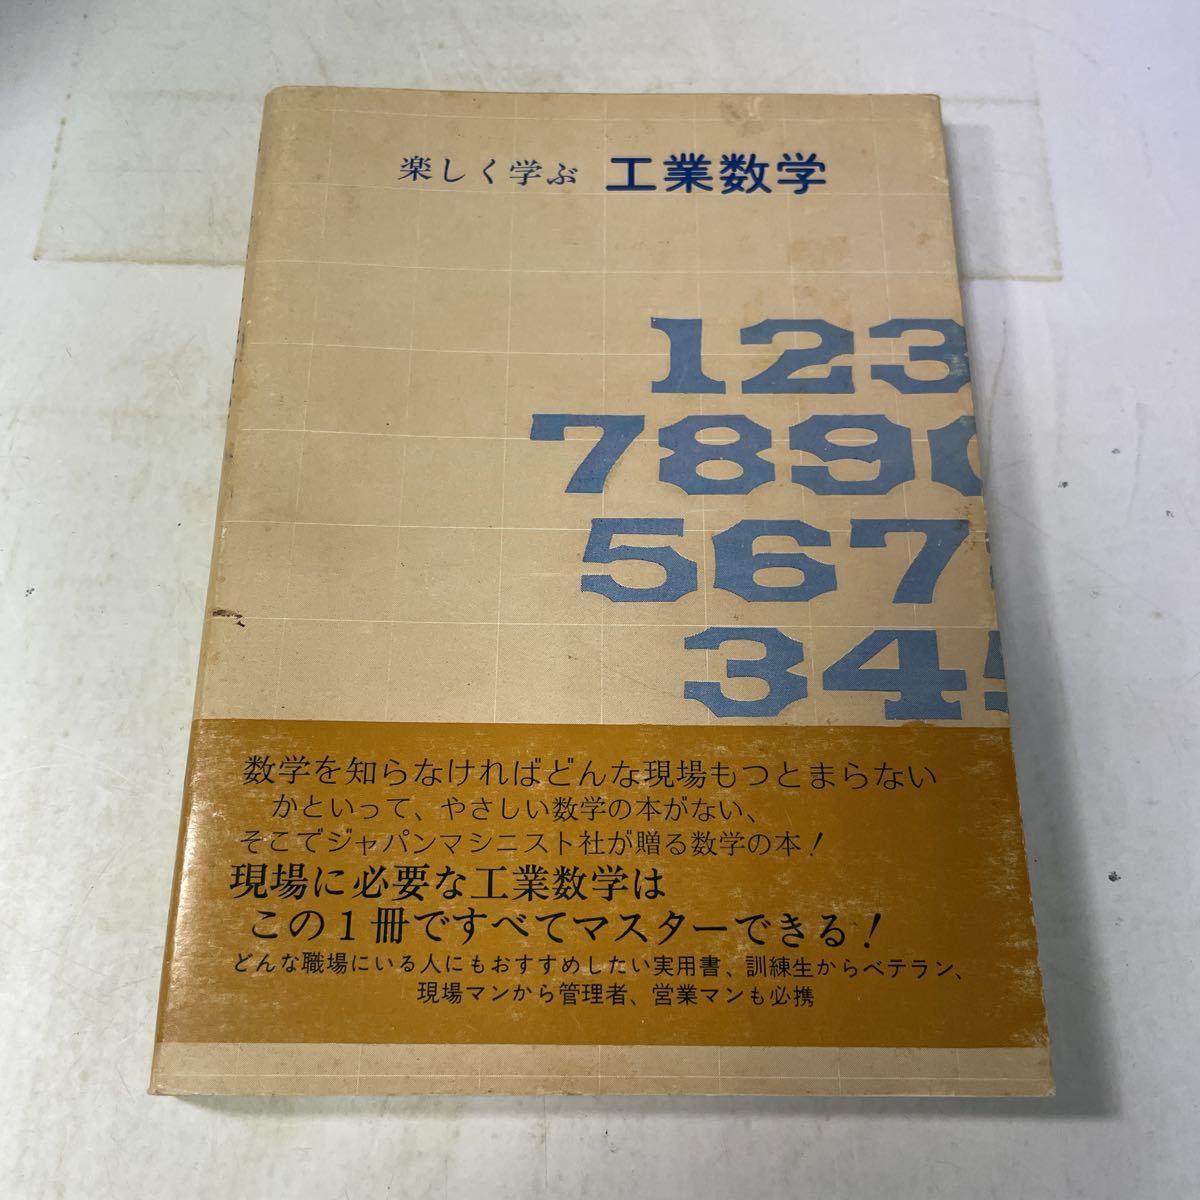 楽しく学ぶ 工業数学
123
7890
567
345
数学を知らなければどんな現場もつとまらない
かといって、やさしい数学の本がない、
そこでジャパンマシニスト社が贈る数学の本!
現場に必要な工業数学は
この1冊ですべてマスターできる!
どんな職場にいる人にもおすすめしたい実用書、訓練生からベテラン、
現場マンから管理者、営業マンも必携